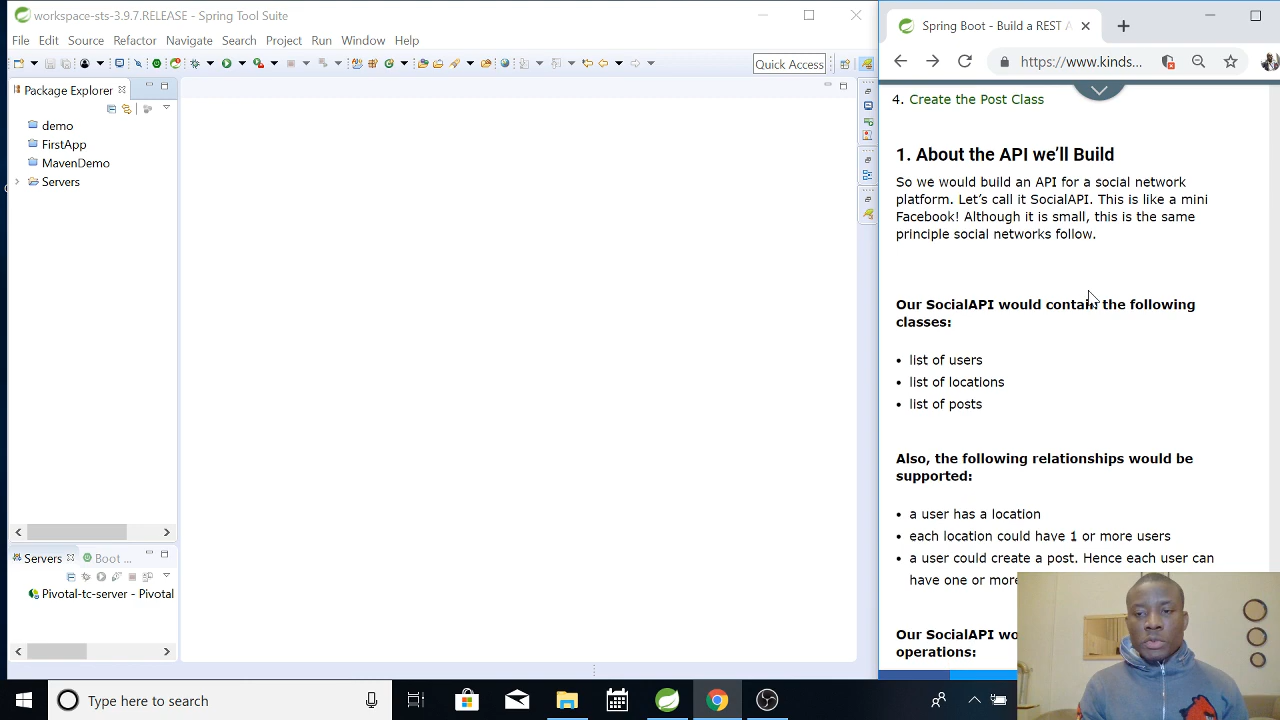 workspace-sts-3.9.7.RELEASE - Spring Tool Suite
File Edit Source Refactor Navigate Search Project Run Window Help
Quick Access
Package Explorer
demo
FirstApp
MavenDemo
Servers
Servers
Boot ...
Pivotal-tc-server - Pivotal
Type here to search
Spring Boot - Build a REST A
https://www.kinds...
4. Create the Post Class
1. About the API we’ll Build
So we would build an API for a social network
platform. Let’s call it SocialAPI. This is like a mini
Facebook! Although it is small, this is the same
principle social networks follow.
Our SocialAPI would contain the following
classes:
• list of users
• list of locations
• list of posts
Also, the following relationships would be
supported:
• a user has a location
• each location could have 1 or more users
• a user could create a post. Hence each user can
have one or more
Our SocialAPI wo
operations: